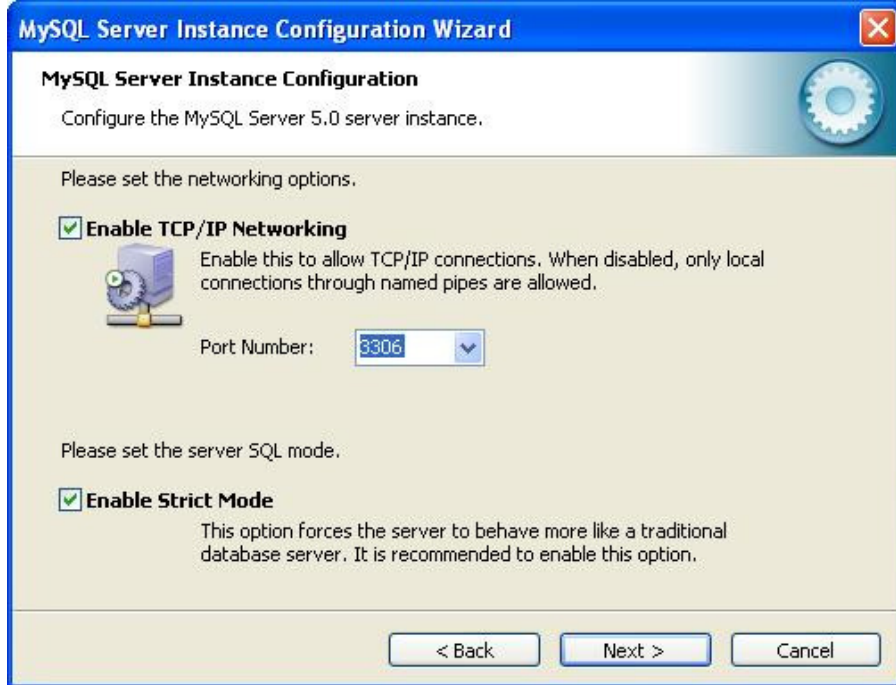 MySQL Server Instance Configuration Wizard
MySQL Server Instance Configuration
Configure the MySQL Server 5.0 server instance.
Please set the networking options.
Enable TCP/IP Networking
Enable this to allow TCP/IP connections. When disabled, only local
connections through named pipes are allowed.
Port Number: 3306
Please set the server SQL mode.
Enable Strict Mode
This option forces the server to behave more like a traditional
database server. It is recommended to enable this option.
< Back Next > Cancel